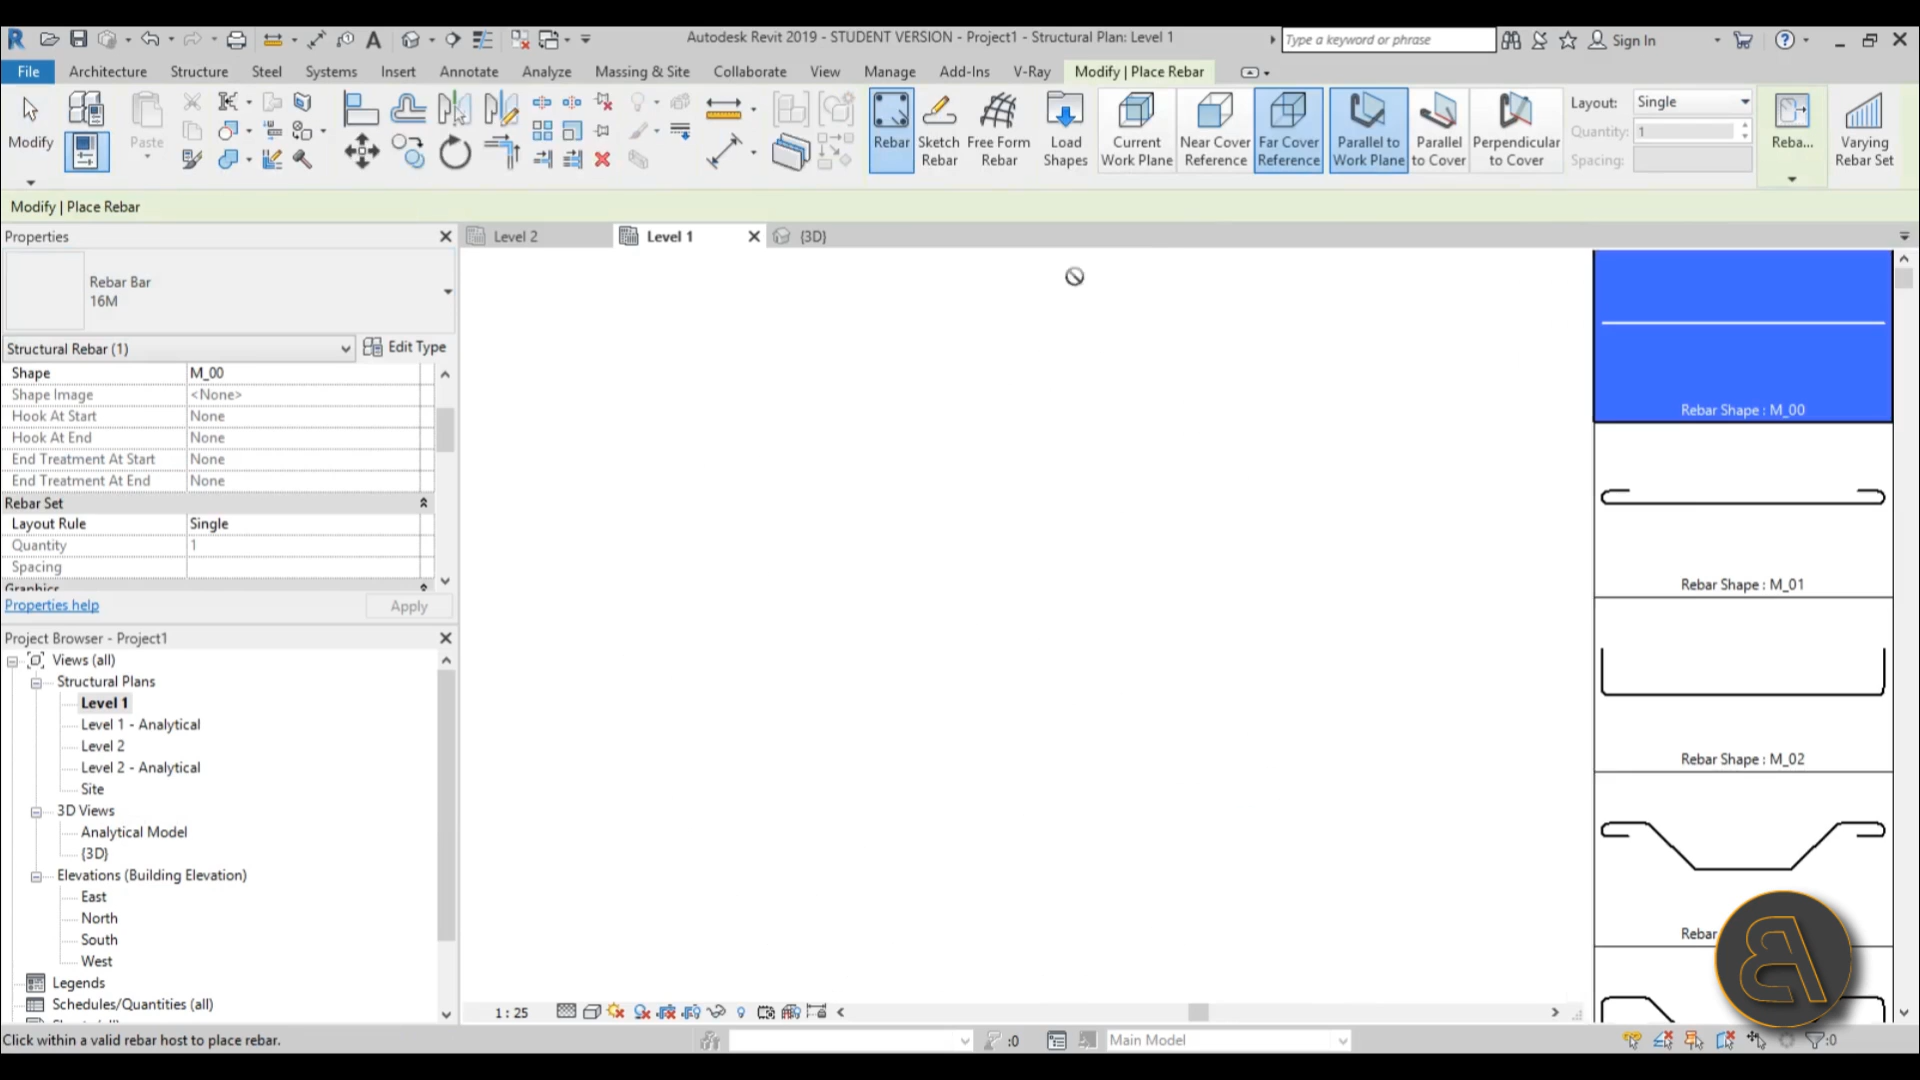 Autodesk Revit 2019 - STUDENT VERSION - Project1 - Structural Plan: Level 1
Type a keyword or phrase
Sign In
File
Architecture
Structure
Steel
Systems
Insert
Annotate
Analyze
Massing & Site
Collaborate
View
Manage
Add-Ins
V-Ray
Modify | Place Rebar
Modify
Paste
Rebar
Sketch Rebar
Free Form Rebar
Load Shapes
Current Work Plane
Near Cover Reference
Far Cover Reference
Parallel to Work Plane
Parallel to Cover
Perpendicular to Cover
Layout: Single
Quantity: 1
Spacing:
Reba...
Varying Rebar Set
Modify | Place Rebar
Properties
Level 2
Level 1
{3D}
Rebar Bar
16M
Structural Rebar (1)
Edit Type
Shape M_00
Shape Image <None>
Hook At Start None
Hook At End None
End Treatment At Start None
End Treatment At End None
Rebar Set
Layout Rule Single
Quantity 1
Spacing
Graphics
Properties help
Apply
Project Browser - Project1
Views (all)
Structural Plans
Level 1
Level 1 - Analytical
Level 2
Level 2 - Analytical
Site
3D Views
Analytical Model
{3D}
Elevations (Building Elevation)
East
North
South
West
Legends
Schedules/Quantities (all)
Rebar Shape : M_00
Rebar Shape : M_01
Rebar Shape : M_02
Rebar
1 : 25
Click within a valid rebar host to place rebar.
:0
Main Model
:0